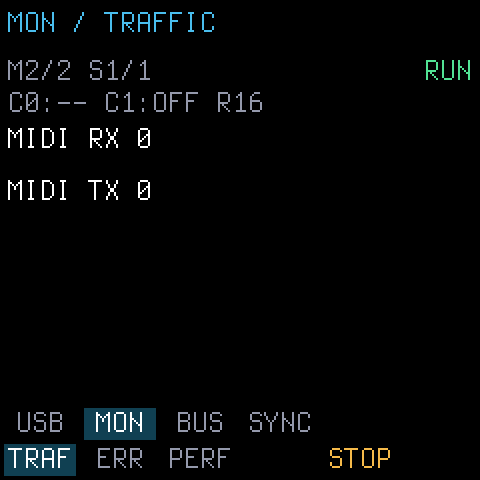 MON / TRAFFIC
M2/2 S1/1 RUN
C0:-- C1:OFF R16
MIDI RX 0
MIDI TX 0
USB MON BUS SYNC
TRAF ERR PERF STOP